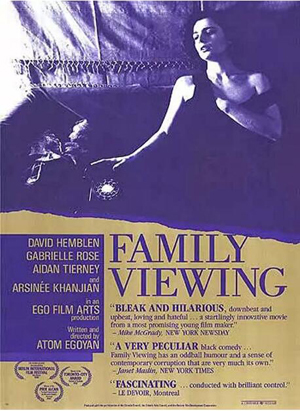 DAVID HEMBLEN
GABRIELLE ROSE
AIDAN TIERNEY
AND
ARSINÉE KHANJIAN
in an
EGO FILM ARTS
production
Written and
directed by
ATOM EGOYAN
FAMILY
VIEWING
"BLEAK AND HILARIOUS, downbeat and
upbeat, loving and hateful . . . a startlingly innovative movie
from a most promising young film maker."
– Mike McGrady, NEW YORK NEWSDAY
"A VERY PECULIAR black comedy . . .
Family Viewing has an oddball humour and a sense of
contemporary corruption that are very much its own."
– Janet Maslin, NEW YORK TIMES
"FASCINATING . . . conducted with brilliant control."
– LE DEVOIR, Montreal